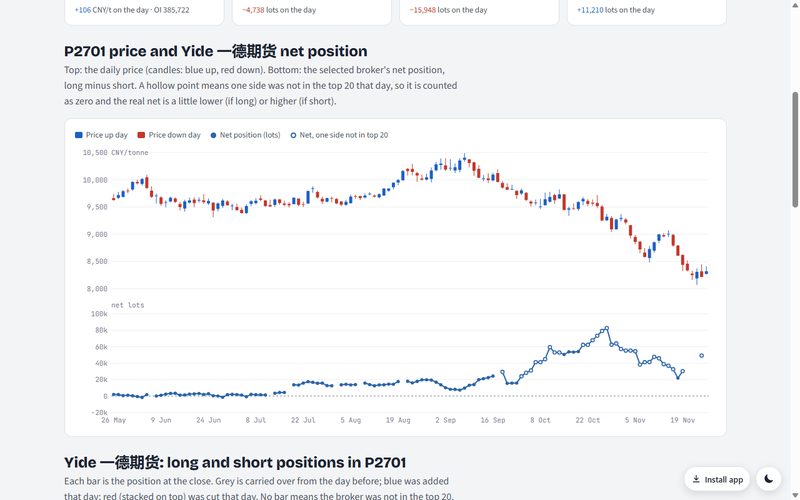 +106 CNY/t on the day · OI 385,722
−4,738 lots on the day
−15,948 lots on the day
+11,210 lots on the day
P2701 price and Yide 一德期货 net position
Top: the daily price (candles: blue up, red down). Bottom: the selected broker's net position,
long minus short. A hollow point means one side was not in the top 20 that day, so it is counted
as zero and the real net is a little lower (if long) or higher (if short).
Price up day
Price down day
Net position (lots)
Net, one side not in top 20
10,500 CNY/tonne
10,000
9,500
9,000
8,500
8,000
net lots
100k
80k
60k
40k
20k
0
-20k
26 May 9 Jun 24 Jun 8 Jul 22 Jul 5 Aug 19 Aug 2 Sep 16 Sep 8 Oct 22 Oct 5 Nov 19 Nov
Yide 一德期货: long and short positions in P2701
Each bar is the position at the close. Grey is carried over from the day before; blue was added
that day; red (stacked on top) was cut that day. No bar means the broker was not in the top 20.
Install app